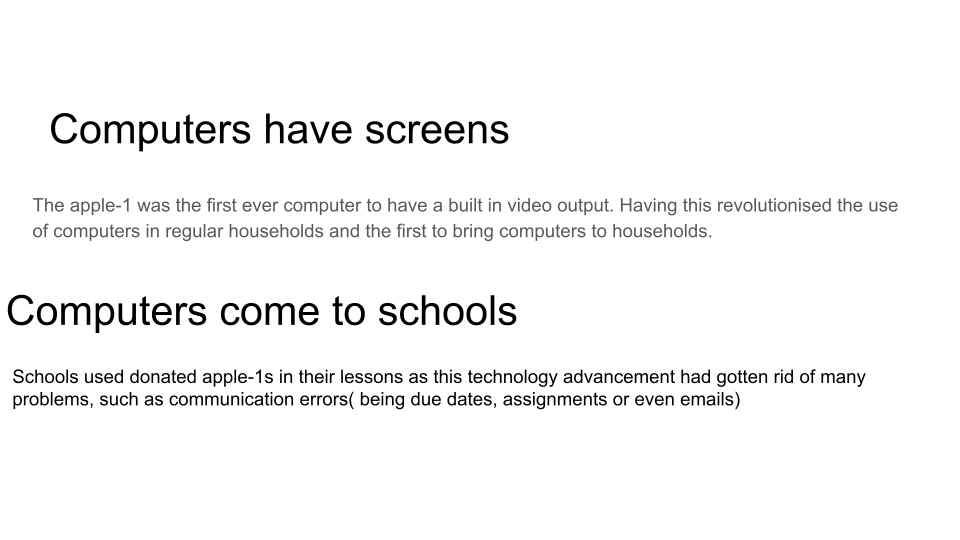 Computers have screens
The apple-1 was the first ever computer to have a built in video output. Having this revolutionised the use
of computers in regular households and the first to bring computers to households.
Computers come to schools
Schools used donated apple-1s in their lessons as this technology advancement had gotten rid of many
problems, such as communication errors( being due dates, assignments or even emails)